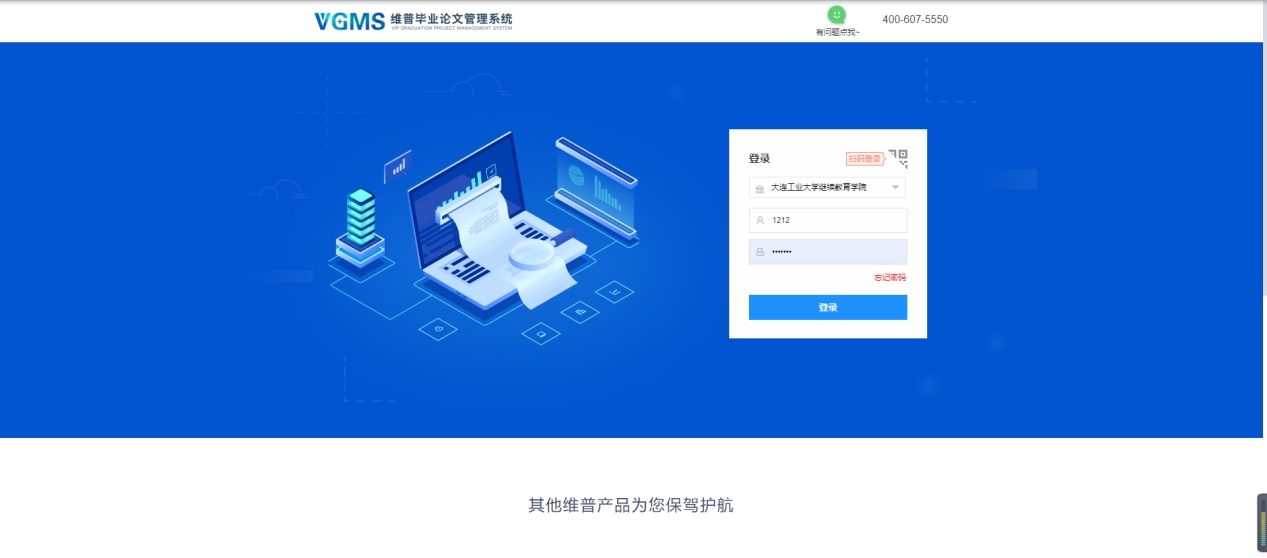 VGMS 维普毕业论文管理系统
VIP GRADUATION PROJECT MANAGEMENT SYSTEM
有问题点我~
400-607-5550
登录
扫码登录
大连工业大学继续教育学院
1212
•••••••
忘记密码
登录
其他维普产品为您保驾护航